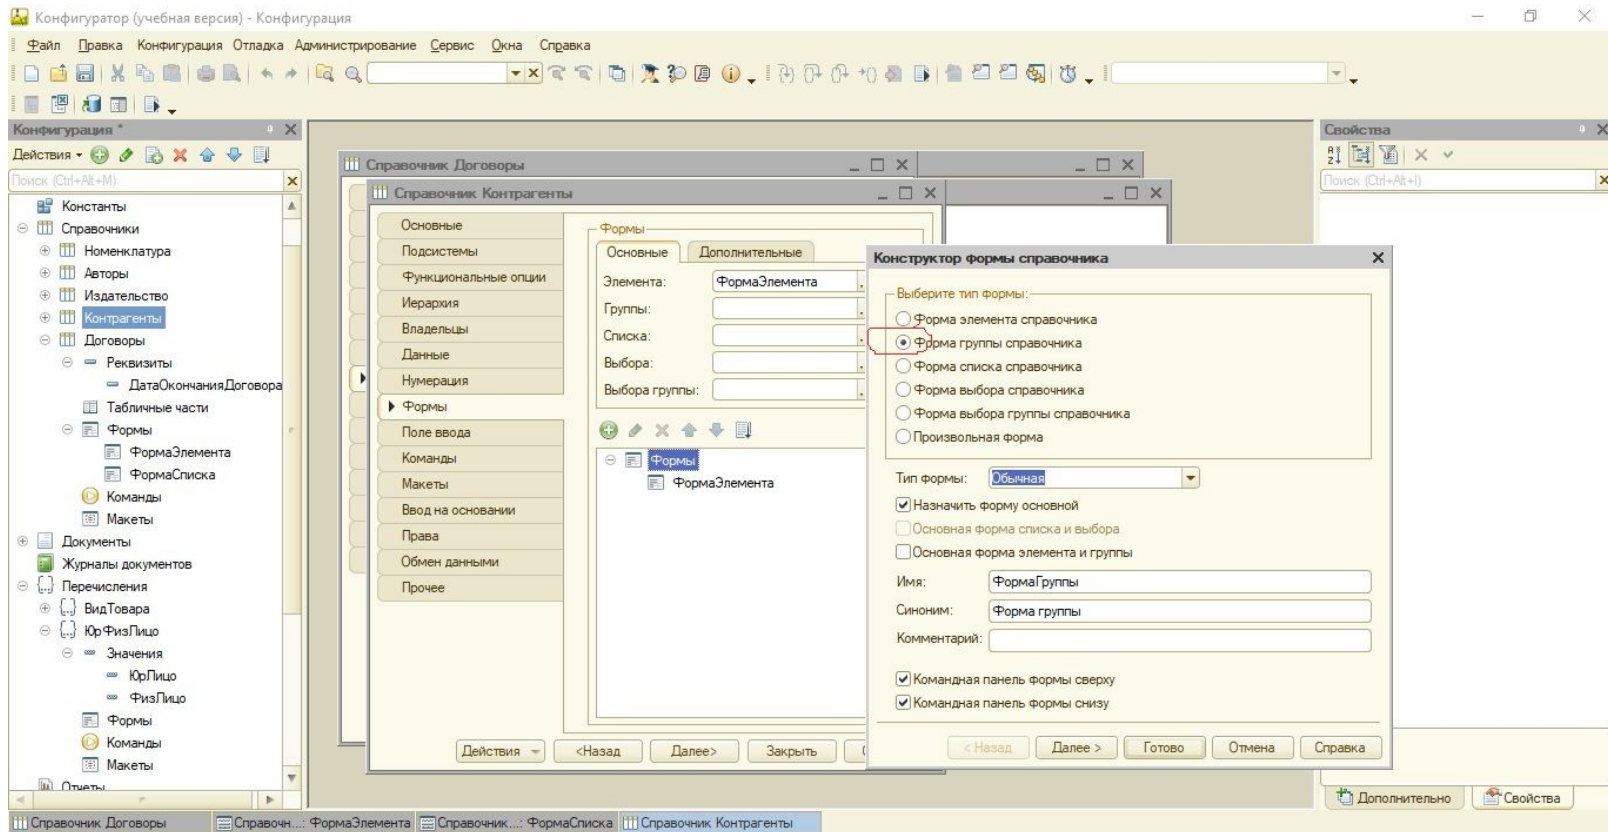 Конфигуратор (учебная версия) - Конфигурация
Файл Правка Конфигурация Отладка Администрирование Сервис Окна Справка
Конфигурация *
Действия
Поиск (Ctrl+Alt+M)
Константы
Справочники
Номенклатура
Авторы
Издательство
Контрагенты
Договоры
Реквизиты
ДатаОкончанияДоговора
Табличные части
Формы
ФормаЭлемента
ФормаСписка
Команды
Макеты
Документы
Журналы документов
Перечисления
ВидТовара
ЮрФизЛицо
Значения
ЮрЛицо
ФизЛицо
Формы
Команды
Макеты
Отчеты
Справочник Договоры
Справочник Контрагенты
Основные
Подсистемы
Функциональные опции
Иерархия
Владельцы
Данные
Нумерация
Формы
Поле ввода
Команды
Макеты
Ввод на основании
Права
Обмен данными
Прочее
Формы
Основные Дополнительные
Элемента: ФормаЭлемента
Группы:
Списка:
Выбора:
Выбора группы:
Формы
ФормаЭлемента
Действия <Назад Далее> Закрыть
Конструктор формы справочника
Выберите тип формы:
Форма элемента справочника
Форма группы справочника
Форма списка справочника
Форма выбора справочника
Форма выбора группы справочника
Произвольная форма
Тип формы: Обычная
Назначить форму основной
Основная форма списка и выбора
Основная форма элемента и группы
Имя: ФормаГруппы
Синоним: Форма группы
Комментарий:
Командная панель формы сверху
Командная панель формы снизу
< Назад Далее > Готово Отмена Справка
Свойства
Поиск (Ctrl+Alt+I)
Дополнительно Свойства
Справочник Договоры Справочн...: ФормаЭлемента Справочник...: ФормаСписка Справочник Контрагенты